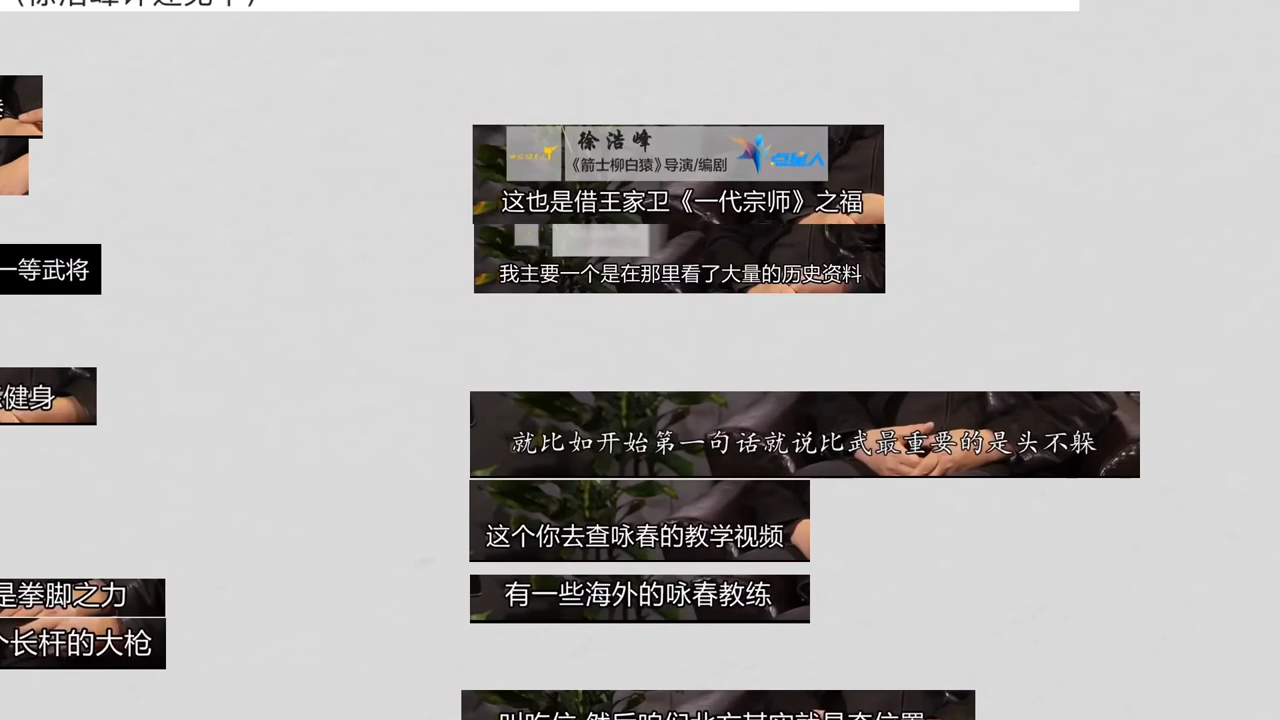 一等武将
健身
是拳脚之力
个长杆的大枪
徐浩峰
《箭士柳白猿》导演/编剧
点星人
这也是借王家卫《一代宗师》之福
我主要一个是在那里看了大量的历史资料
就比如开始第一句话就说比武最重要的是头不躲
这个你去查咏春的教学视频
有一些海外的咏春教练